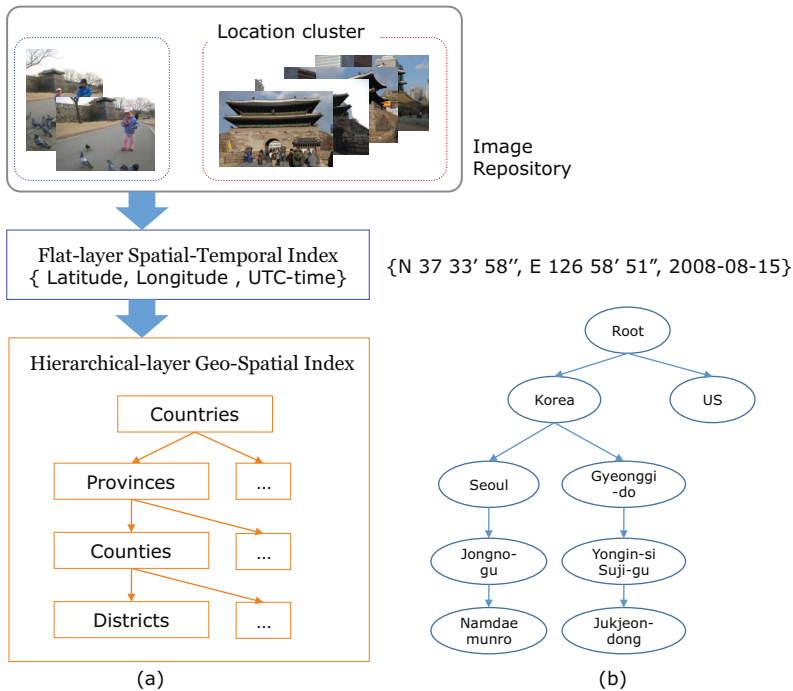 Location cluster
Image
Repository
Flat-layer Spatial-Temporal Index
{ Latitude, Longitude , UTC-time}
{N 37 33′ 58′′, E 126 58′ 51″, 2008-08-15}
Hierarchical-layer Geo-Spatial Index
Countries
Provinces
...
Counties
...
Districts
...
Root
Korea
US
Seoul
Gyeonggi
-do
Jongno-
gu
Yongin-si
Suji-gu
Namdae
munro
Jukjeon-
dong
(a)
(b)